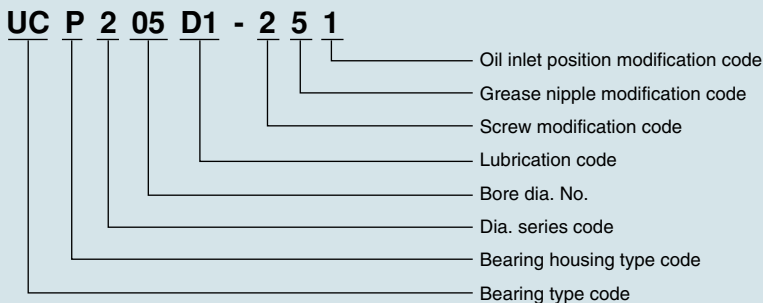 UC P 2 05 D1 - 2 5 1
Oil inlet position modification code
Grease nipple modification code
Screw modification code
Lubrication code
Bore dia. No.
Dia. series code
Bearing housing type code
Bearing type code